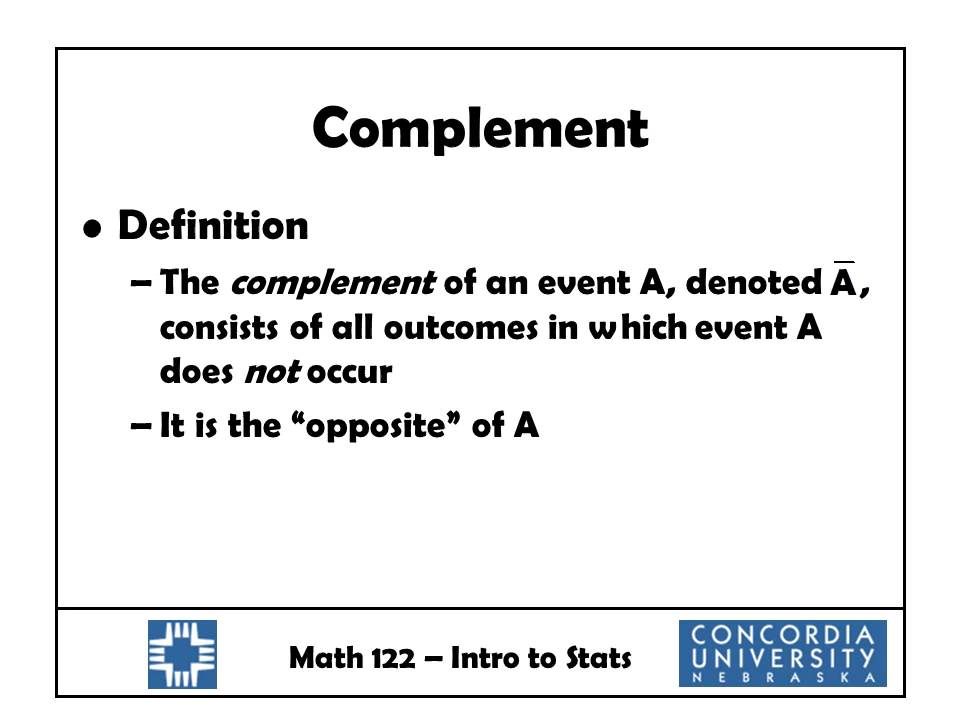 Complement
● Definition
– The complement of an event A, denoted A̅,
consists of all outcomes in which event A
does not occur
– It is the “opposite” of A
Math 122 – Intro to Stats
CONCORDIA
UNIVERSITY
NEBRASKA